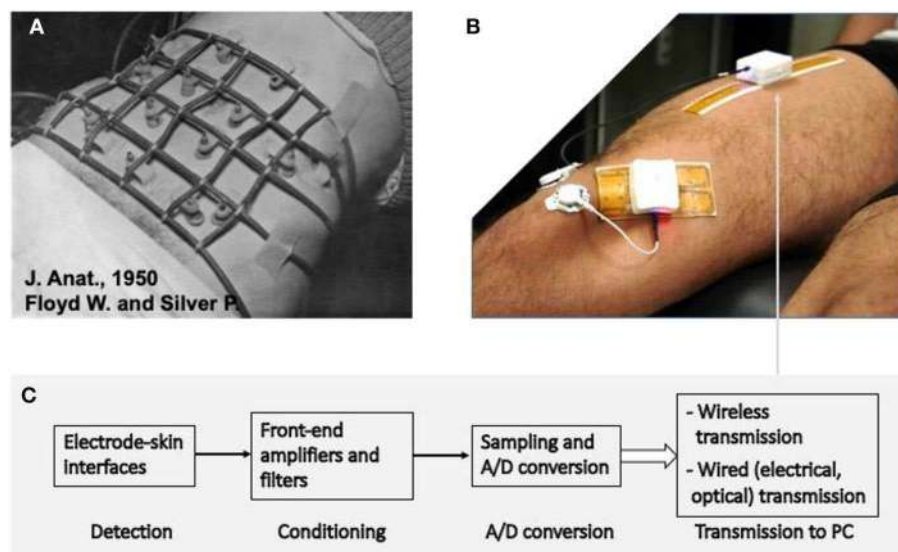 A
J. Anat., 1950
Floyd W. and Silver P.
B
C
Electrode-skin
interfaces
Front-end
amplifiers and
filters
Sampling and
A/D conversion
- Wireless
transmission
- Wired (electrical,
optical) transmission
Detection
Conditioning
A/D conversion
Transmission to PC